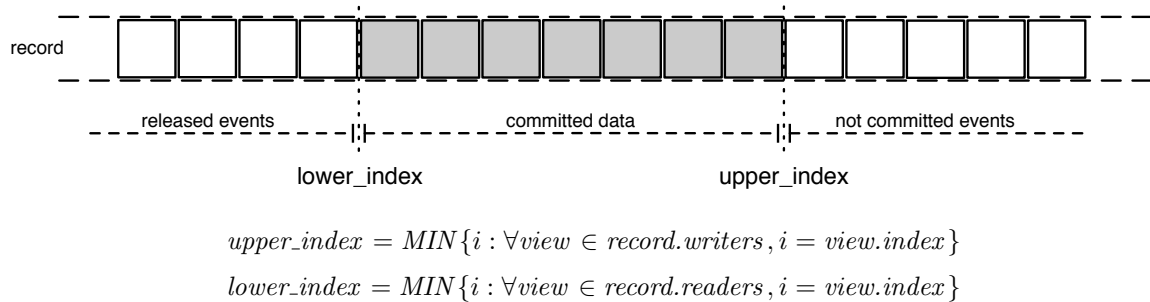 record
released events committed data not committed events
lower_index upper_index
upper_index = MIN{i : ∀view ∈ record.writers, i = view.index}
lower_index = MIN{i : ∀view ∈ record.readers, i = view.index}